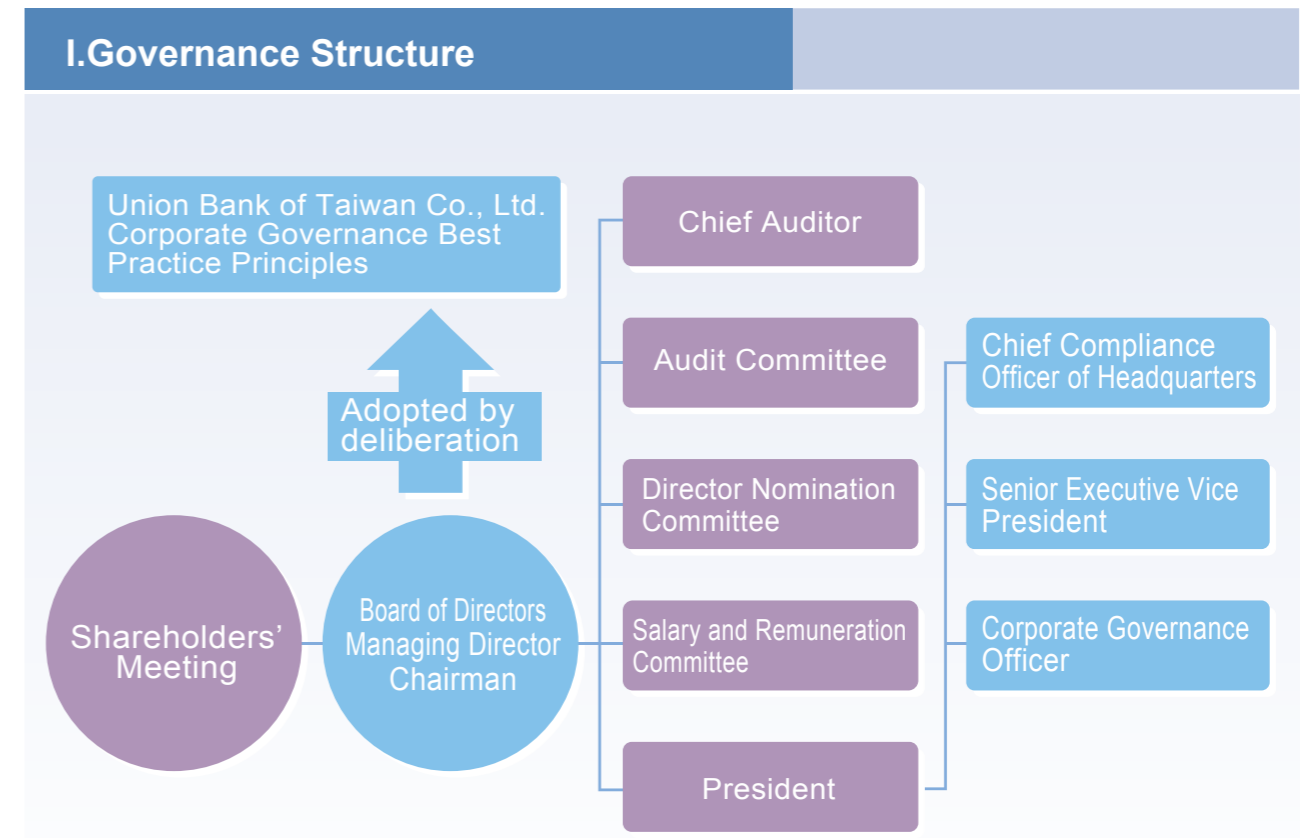 I.Governance Structure
Union Bank of Taiwan Co., Ltd.
Corporate Governance Best
Practice Principles
Adopted by
deliberation
Shareholders’
Meeting
Board of Directors
Managing Director
Chairman
Chief Auditor
Audit Committee
Director Nomination
Committee
Salary and Remuneration
Committee
President
Chief Compliance
Officer of Headquarters
Senior Executive Vice
President
Corporate Governance
Officer